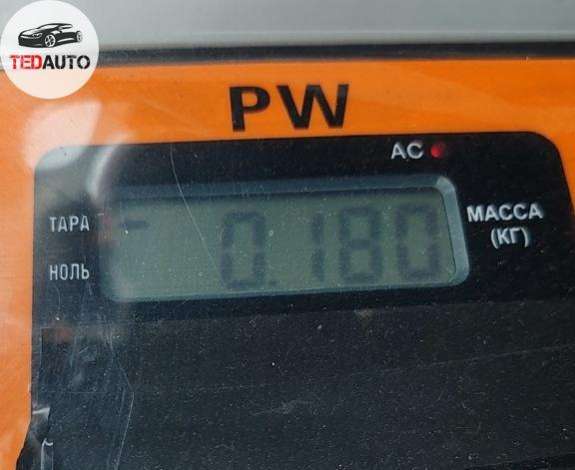 TEDAUTO
PW
AC
ТАРА
НОЛЬ
0.180
МАССА
(КГ)